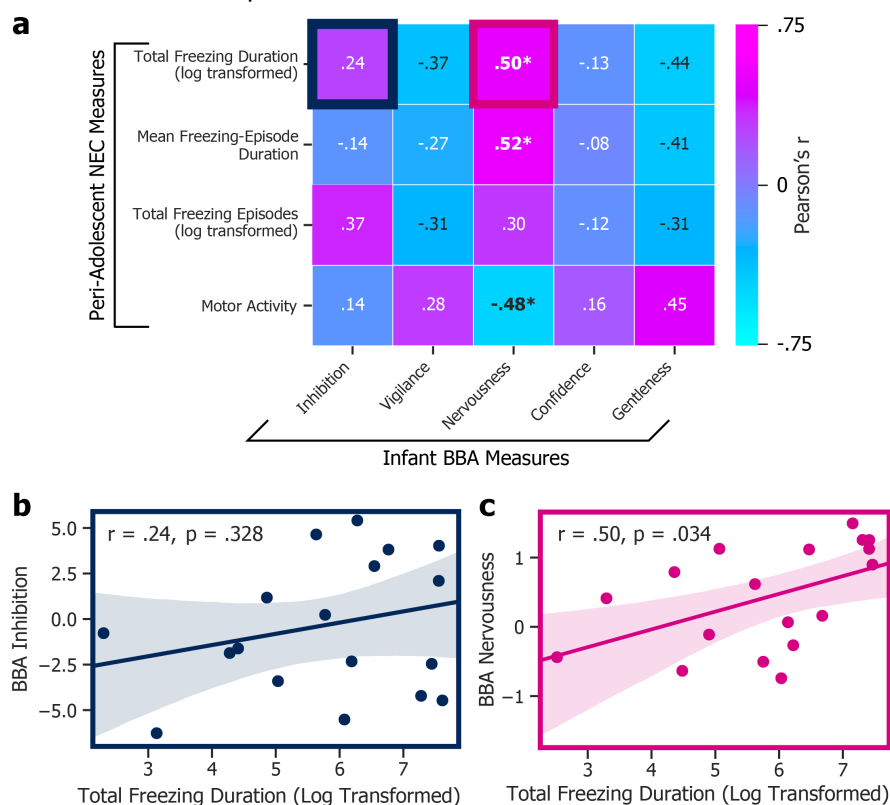 a
Peri-Adolescent NEC Measures
Total Freezing Duration
(log transformed)
.24 -.37 .50* -.13 -.44
Mean Freezing-Episode
Duration
-.14 -.27 .52* -.08 -.41
Total Freezing Episodes
(log transformed)
.37 -.31 .30 -.12 -.31
Motor Activity
.14 .28 -.48* .16 .45
Inhibition
Vigilance
Nervousness
Confidence
Gentleness
Infant BBA Measures
.75
0
-.75
Pearson's r
b
r = .24, p = .328
BBA Inhibition
5.0
2.5
0.0
−2.5
−5.0
3 4 5 6 7
Total Freezing Duration (Log Transformed)
c
r = .50, p = .034
BBA Nervousness
1
0
−1
3 4 5 6 7
Total Freezing Duration (Log Transformed)